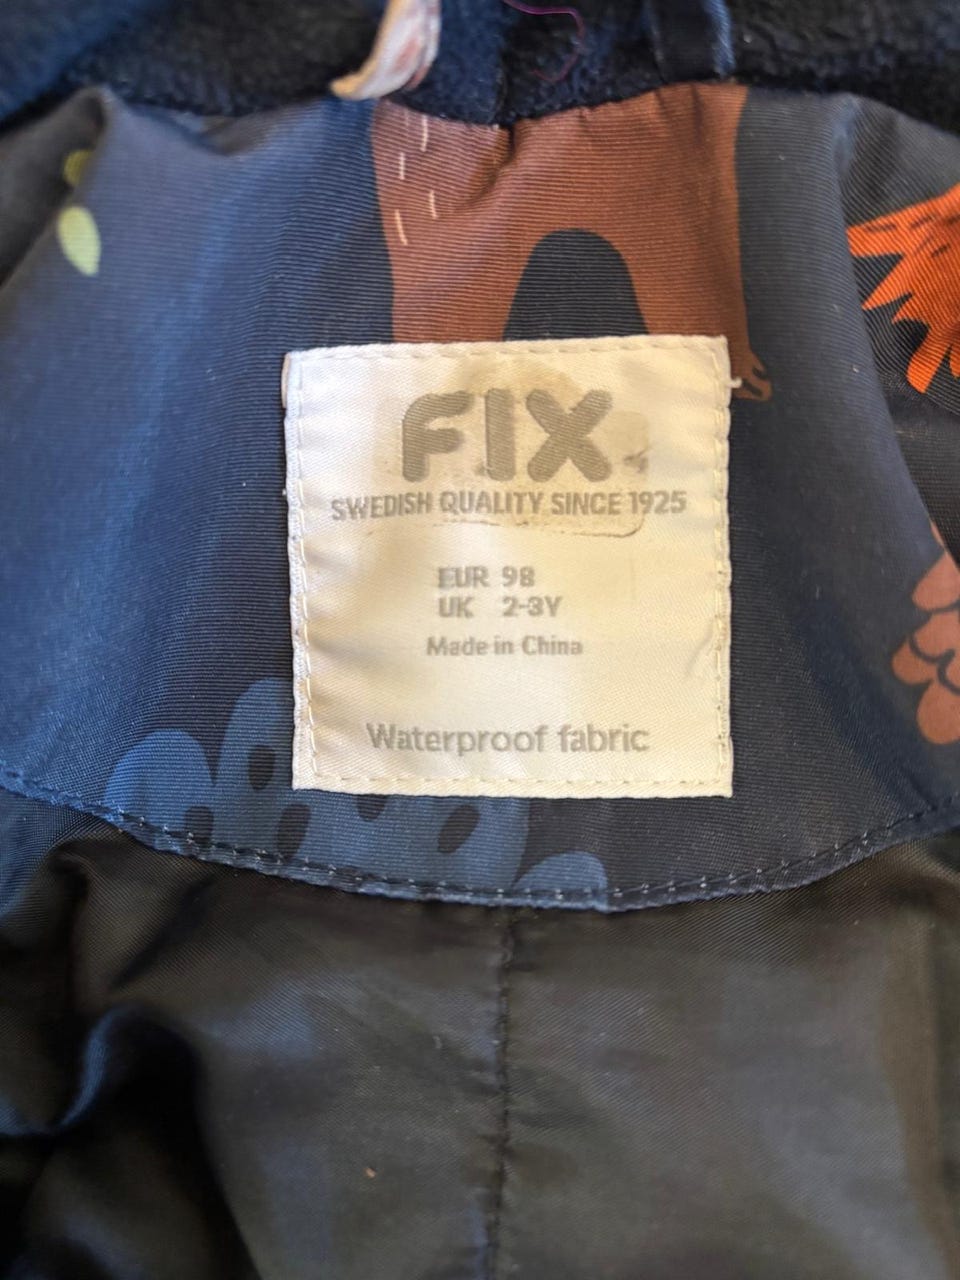 FIX
SWEDISH QUALITY SINCE 1925
EUR 98
UK 2-3Y
Made in China
Waterproof fabric